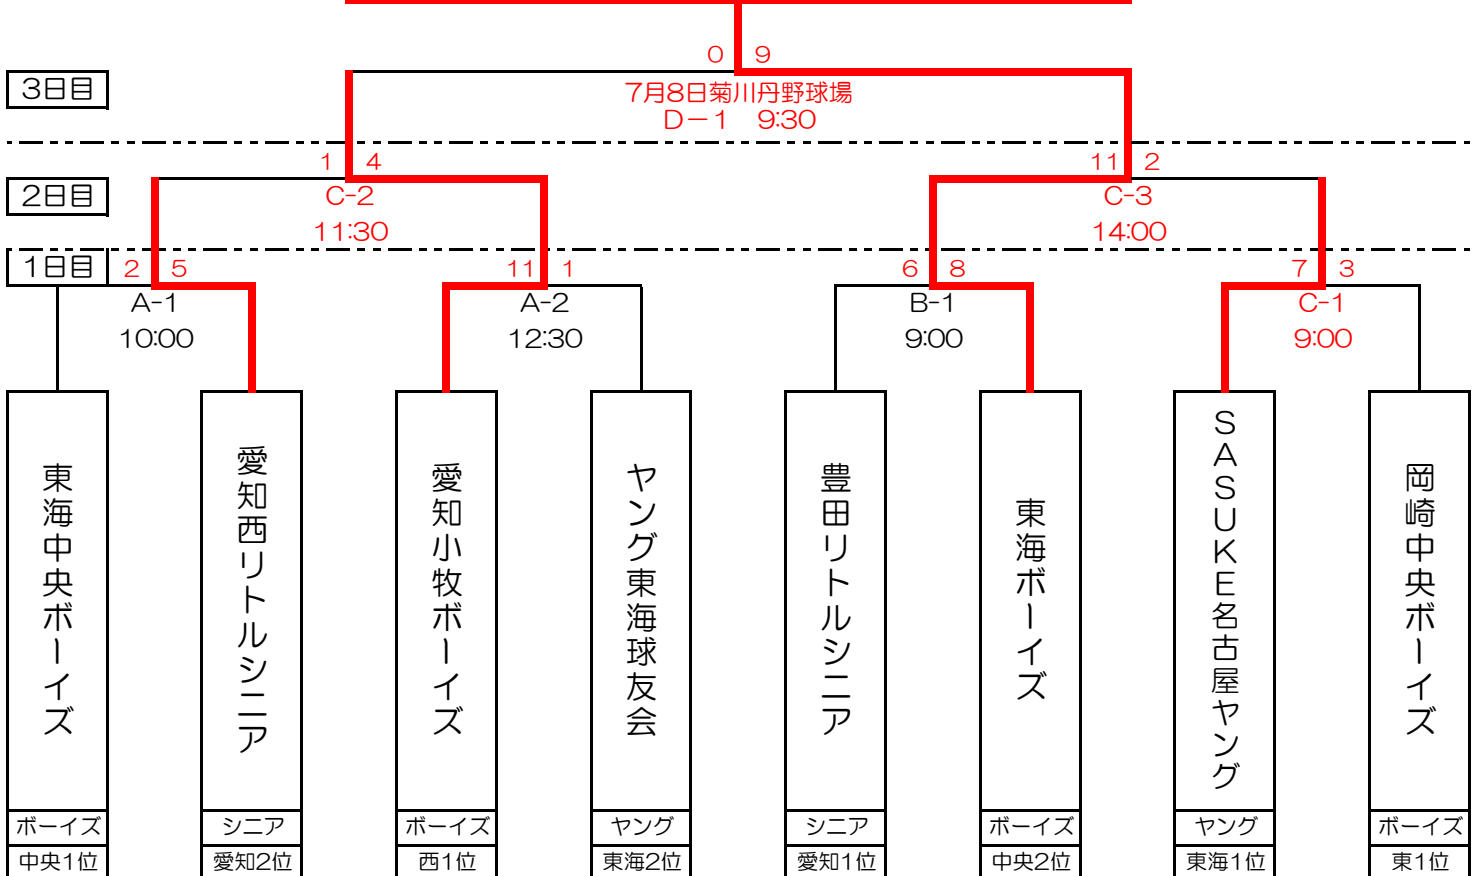 0 9
3日目
7月8日菊川丹野球場
D－1 9:30
1 4
11 2
2日目
C-2
C-3
11:30
14:00
1日目
2 5
11 1
6 8
7 3
A-1
A-2
B-1
C-1
10:00
12:30
9:00
9:00
東海中央ボーイズ
愛知西リトルシニア
愛知小牧ボーイズ
ヤング東海球友会
豊田リトルシニア
東海ボーイズ
SASUKE名古屋ヤング
岡崎中央ボーイズ
ボーイズ
シニア
ボーイズ
ヤング
シニア
ボーイズ
ヤング
ボーイズ
中央1位
愛知2位
西1位
東海2位
愛知1位
中央2位
東海1位
東1位